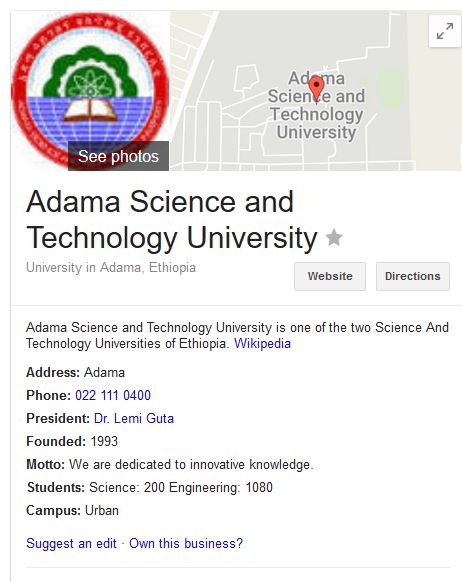 See photos
Adama
Science and
Technology
University
Adama Science and
Technology University
University in Adama, Ethiopia
Website
Directions
Adama Science and Technology University is one of the two Science And
Technology Universities of Ethiopia. Wikipedia
Address: Adama
Phone: 022 111 0400
President: Dr. Lemi Guta
Founded: 1993
Motto: We are dedicated to innovative knowledge.
Students: Science: 200 Engineering: 1080
Campus: Urban
Suggest an edit · Own this business?